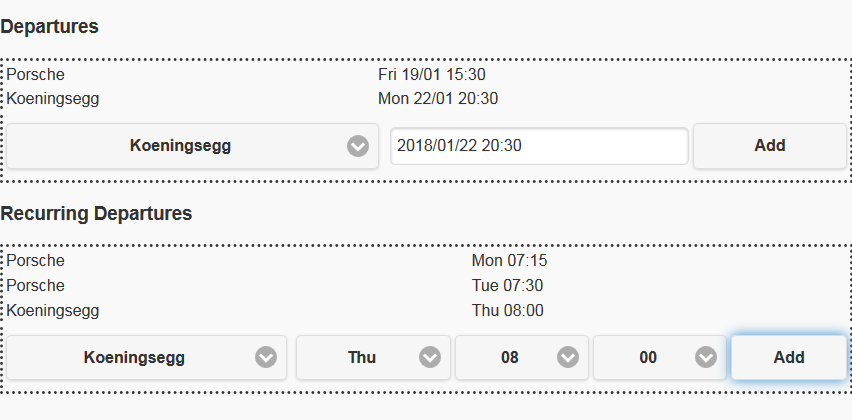 Departures
Porsche Fri 19/01 15:30
Koeningsegg Mon 22/01 20:30
Koeningsegg 2018/01/22 20:30 Add
Recurring Departures
Porsche Mon 07:15
Porsche Tue 07:30
Koeningsegg Thu 08:00
Koeningsegg Thu 08 00 Add